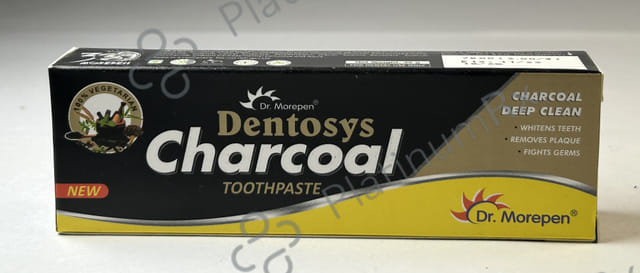 100% VEGETARIAN
Dr. Morepen®
Dentosys
Charcoal
TOOTHPASTE
NEW
CHARCOAL
DEEP CLEAN
• WHITENS TEETH
• REMOVES PLAQUE
• FIGHTS GERMS
Dr. Morepen®